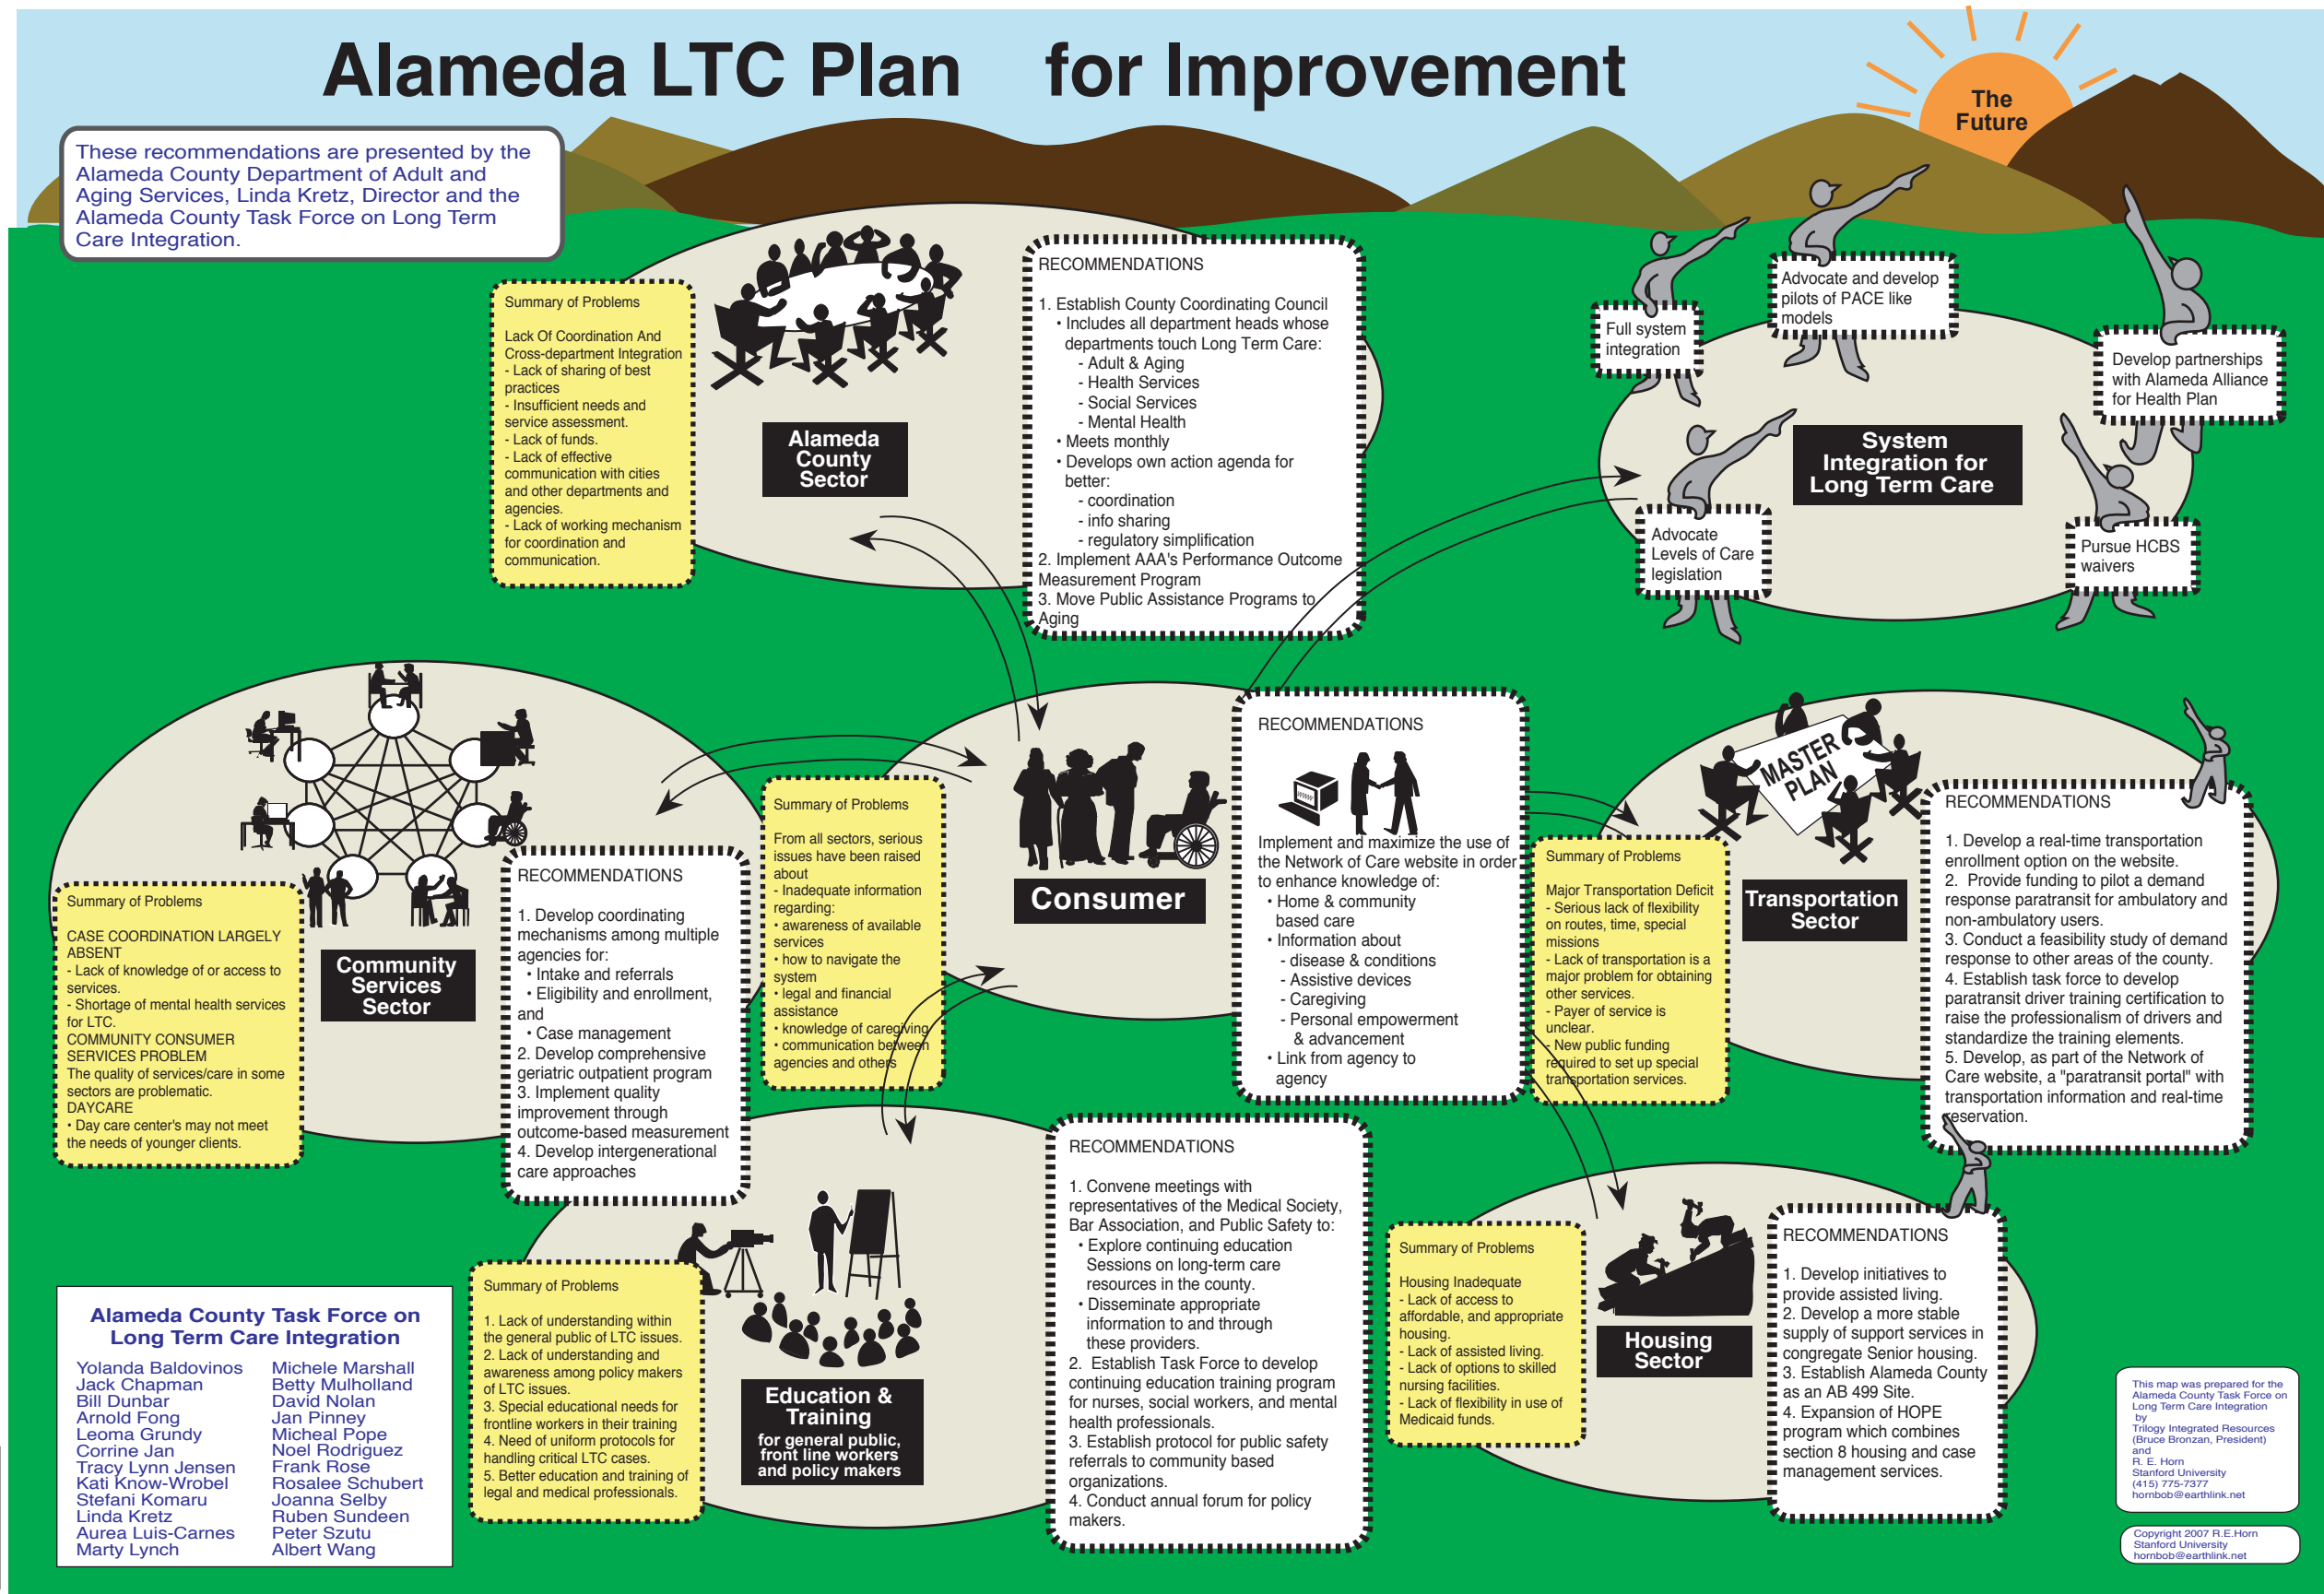 Alameda LTC Plan for Improvement
The
Future
These recommendations are presented by the
Alameda County Department of Adult and
Aging Services, Linda Kretz, Director and the
Alameda County Task Force on Long Term
Care Integration.
Summary of Problems
Lack Of Coordination And
Cross-department Integration
- Lack of sharing of best
practices
- Insufficient needs and
service assessment.
- Lack of funds.
- Lack of effective
communication with cities
and other departments and
agencies.
- Lack of working mechanism
for coordination and
communication.
Alameda
County
Sector
RECOMMENDATIONS
1. Establish County Coordinating Council
• Includes all department heads whose
departments touch Long Term Care:
- Adult & Aging
- Health Services
- Social Services
- Mental Health
• Meets monthly
• Develops own action agenda for
better:
- coordination
- info sharing
- regulatory simplification
2. Implement AAA's Performance Outcome
Measurement Program
3. Move Public Assistance Programs to
Aging
Full system
integration
Advocate and develop
pilots of PACE like
models
Develop partnerships
with Alameda Alliance
for Health Plan
System
Integration for
Long Term Care
Advocate
Levels of Care
legislation
Pursue HCBS
waivers
Summary of Problems
CASE COORDINATION LARGELY
ABSENT
- Lack of knowledge of or access to
services.
- Shortage of mental health services
for LTC.
COMMUNITY CONSUMER
SERVICES PROBLEM
The quality of services/care in some
sectors are problematic.
DAYCARE
• Day care center's may not meet
the needs of younger clients.
Community
Services
Sector
RECOMMENDATIONS
1. Develop coordinating
mechanisms among multiple
agencies for:
• Intake and referrals
• Eligibility and enrollment,
and
• Case management
2. Develop comprehensive
geriatric outpatient program
3. Implement quality
improvement through
outcome-based measurement
4. Develop intergenerational
care approaches
Summary of Problems
From all sectors, serious
issues have been raised
about
- Inadequate information
regarding:
• awareness of available
services
• how to navigate the
system
• legal and financial
assistance
• knowledge of caregiving
• communication between
agencies and others
Consumer
RECOMMENDATIONS
www
Implement and maximize the use of
the Network of Care website in order
to enhance knowledge of:
• Home & community
based care
• Information about
- disease & conditions
- Assistive devices
- Caregiving
- Personal empowerment
& advancement
• Link from agency to
agency
Summary of Problems
Major Transportation Deficit
- Serious lack of flexibility
on routes, time, special
missions
- Lack of transportation is a
major problem for obtaining
other services.
- Payer of service is
unclear.
- New public funding
required to set up special
transportation services.
MASTER
PLAN
Transportation
Sector
RECOMMENDATIONS
1. Develop a real-time transportation
enrollment option on the website.
2. Provide funding to pilot a demand
response paratransit for ambulatory and
non-ambulatory users.
3. Conduct a feasibility study of demand
response to other areas of the county.
4. Establish task force to develop
paratransit driver training certification to
raise the professionalism of drivers and
standardize the training elements.
5. Develop, as part of the Network of
Care website, a "paratransit portal" with
transportation information and real-time
reservation.
Summary of Problems
1. Lack of understanding within
the general public of LTC issues.
2. Lack of understanding and
awareness among policy makers
of LTC issues.
3. Special educational needs for
frontline workers in their training
4. Need of uniform protocols for
handling critical LTC cases.
5. Better education and training of
legal and medical professionals.
Education &
Training
for general public,
front line workers
and policy makers
RECOMMENDATIONS
1. Convene meetings with
representatives of the Medical Society,
Bar Association, and Public Safety to:
• Explore continuing education
Sessions on long-term care
resources in the county.
• Disseminate appropriate
information to and through
these providers.
2. Establish Task Force to develop
continuing education training program
for nurses, social workers, and mental
health professionals.
3. Establish protocol for public safety
referrals to community based
organizations.
4. Conduct annual forum for policy
makers.
Summary of Problems
Housing Inadequate
- Lack of access to
affordable, and appropriate
housing.
- Lack of assisted living.
- Lack of options to skilled
nursing facilities.
- Lack of flexibility in use of
Medicaid funds.
Housing
Sector
RECOMMENDATIONS
1. Develop initiatives to
provide assisted living.
2. Develop a more stable
supply of support services in
congregate Senior housing.
3. Establish Alameda County
as an AB 499 Site.
4. Expansion of HOPE
program which combines
section 8 housing and case
management services.
Alameda County Task Force on
Long Term Care Integration
Yolanda Baldovinos
Jack Chapman
Bill Dunbar
Arnold Fong
Leoma Grundy
Corrine Jan
Tracy Lynn Jensen
Kati Know-Wrobel
Stefani Komaru
Linda Kretz
Aurea Luis-Carnes
Marty Lynch
Michele Marshall
Betty Mulholland
David Nolan
Jan Pinney
Micheal Pope
Noel Rodriguez
Frank Rose
Rosalee Schubert
Joanna Selby
Ruben Sundeen
Peter Szutu
Albert Wang
This map was prepared for the
Alameda County Task Force on
Long Term Care Integration
by
Trilogy Integrated Resources
(Bruce Bronzan, President)
and
R. E. Horn
Stanford University
(415) 775-7377
hornbob@earthlink.net
Copyright 2007 R.E.Horn
Stanford University
hornbob@earthlink.net